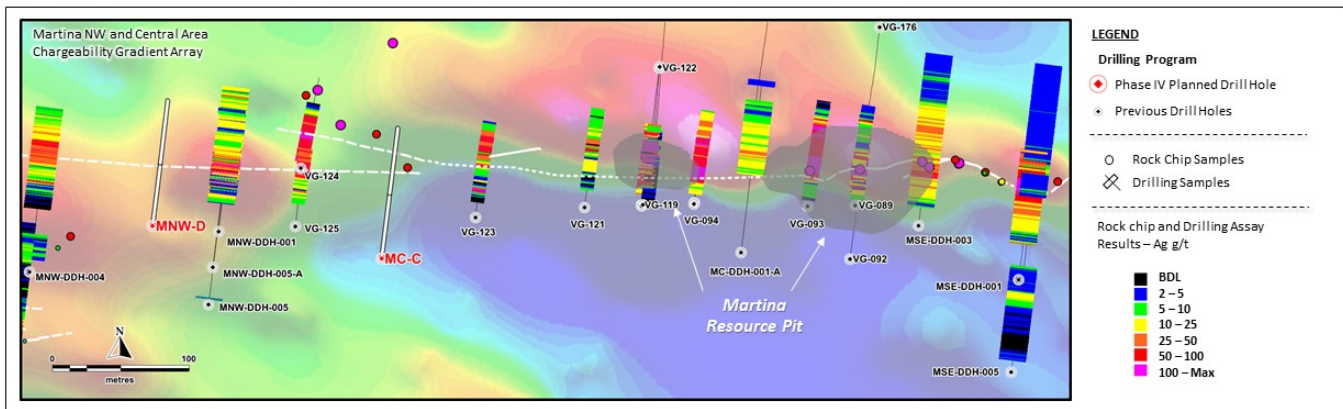 Martina NW and Central Area
Chargeability Gradient Array
VG-176
VG-122
VG-124
MNW-D
MNW-DDH-001
VG-125
VG-123
VG-121
VG-119
VG-094
VG-093
VG-089
MSE-DDH-003
MC-C
MNW-DDH-004
MNW-DDH-005-A
MNW-DDH-005
MC-DDH-001-A
VG-092
MSE-DDH-001
MSE-DDH-005
Martina
Resource Pit
N
0 100
metres
LEGEND
Drilling Program
Phase IV Planned Drill Hole
Previous Drill Holes
Rock Chip Samples
Drilling Samples
Rock chip and Drilling Assay
Results – Ag g/t
BDL
2 – 5
5 – 10
10 – 25
25 – 50
50 – 100
100 – Max